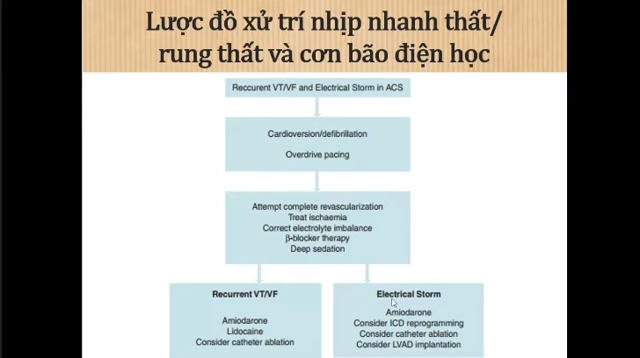 Lược đồ xử trí nhịp nhanh thất/
rung thất và cơn bão điện học
Reccurent VT/VF and Electrical Storm in ACS
Cardioversion/defibrillation
Overdrive pacing
Attempt complete revascularization
Treat ischaemia
Correct electrolyte imbalance
β-blocker therapy
Deep sedation
Recurrent VT/VF
Amiodarone
Lidocaine
Consider catheter ablation
Electrical Storm
Amiodarone
Consider ICD reprogramming
Consider catheter ablation
Consider LVAD implantation